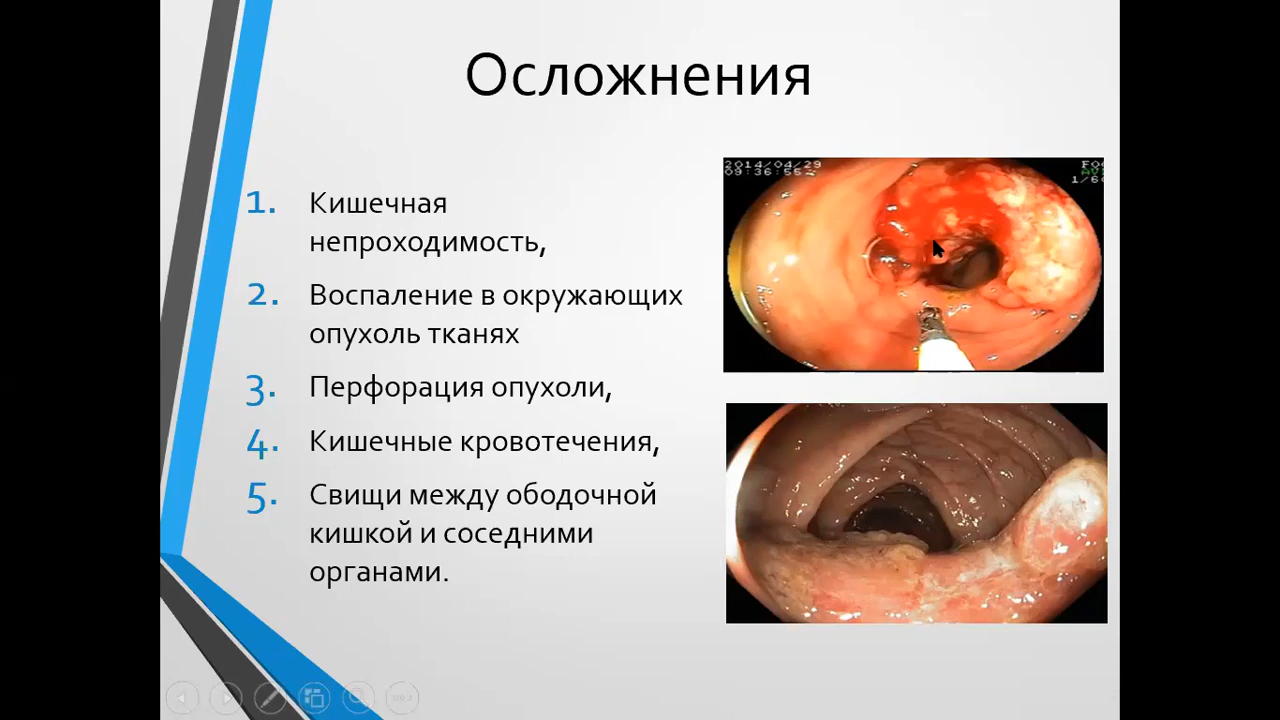 Осложнения
1. Кишечная
непроходимость,
2. Воспаление в окружающих
опухоль тканях
3. Перфорация опухоли,
4. Кишечные кровотечения,
5. Свищи между ободочной
кишкой и соседними
органами.
2014/04/29
09:36:55